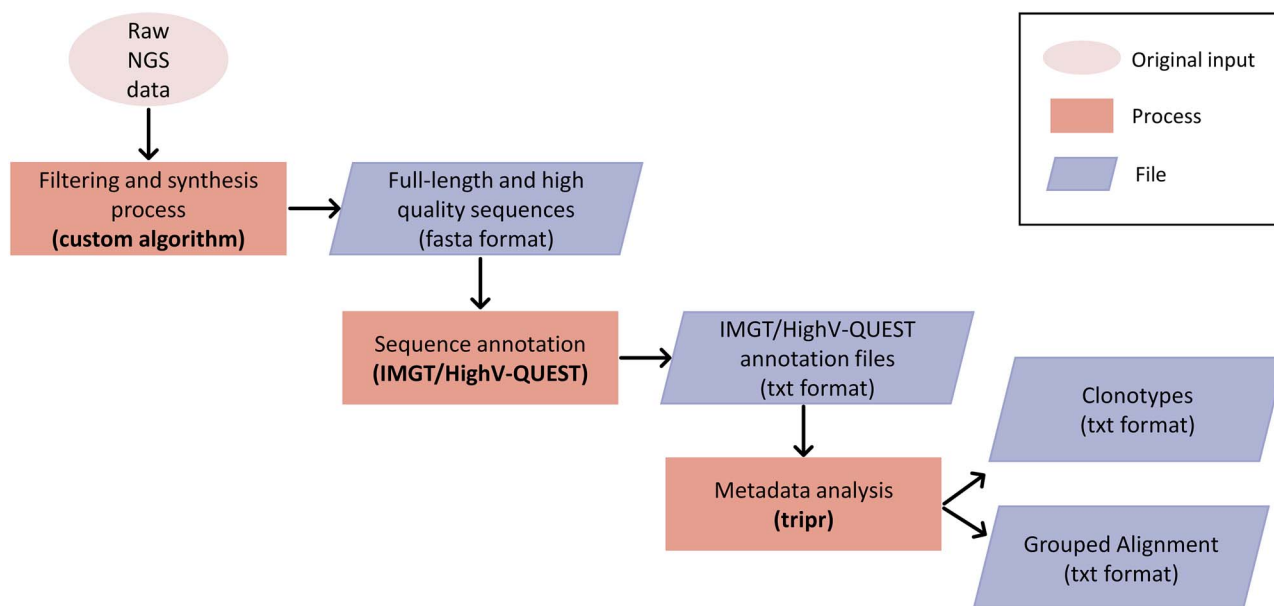 Raw
NGS
data
Original input
Process
File
Filtering and synthesis
process
(custom algorithm)
Full-length and high
quality sequences
(fasta format)
Sequence annotation
(IMGT/HighV-QUEST)
IMGT/HighV-QUEST
annotation files
(txt format)
Clonotypes
(txt format)
Metadada analysis
(tripr)
Grouped Alignment
(txt format)